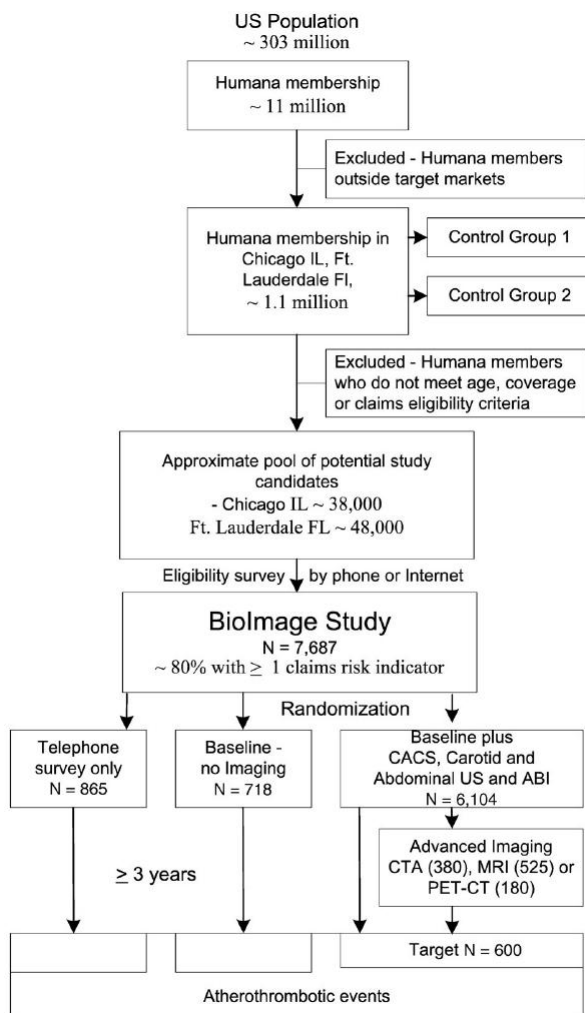 US Population
~ 303 million
Humana membership
~ 11 million
Excluded - Humana members
outside target markets
Humana membership in
Chicago IL, Ft.
Lauderdale Fl,
~ 1.1 million
Control Group 1
Control Group 2
Excluded - Humana members
who do not meet age, coverage
or claims eligibility criteria
Approximate pool of potential study
candidates
- Chicago IL ~ 38,000
Ft. Lauderdale FL ~ 48,000
Eligibility survey by phone or Internet
BioImage Study
N = 7,687
~ 80% with ≥ 1 claims risk indicator
Randomization
Telephone
survey only
N = 865
Baseline -
no Imaging
N = 718
Baseline plus
CACS, Carotid and
Abdominal US and ABI
N = 6,104
Advanced Imaging
CTA (380), MRI (525) or
PET-CT (180)
≥ 3 years
Target N = 600
Atherothrombotic events